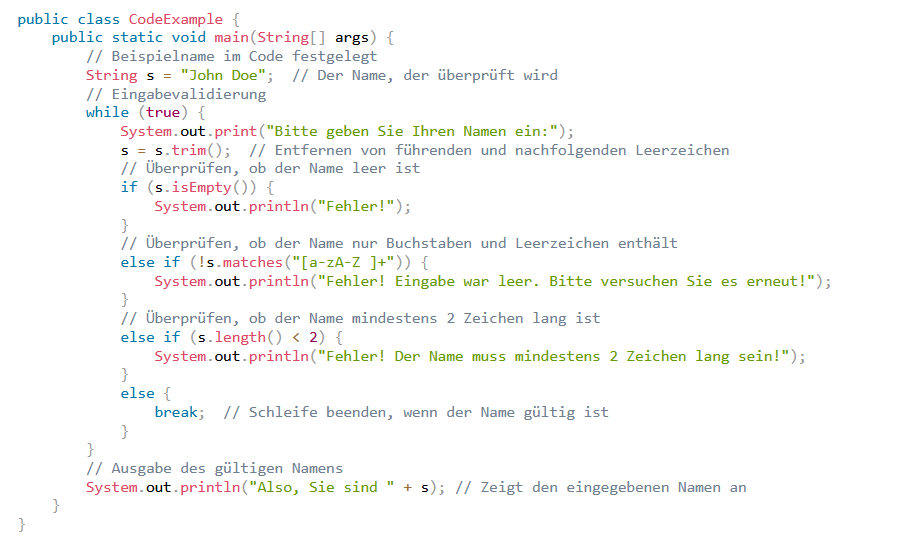 public class CodeExample {
    public static void main(String[] args) {
        // Beispielname im Code festgelegt
        String s = "John Doe";  // Der Name, der überprüft wird
        // Eingabevalidierung
        while (true) {
            System.out.print("Bitte geben Sie Ihren Namen ein:");
            s = s.trim();  // Entfernen von führenden und nachfolgenden Leerzeichen
            // Überprüfen, ob der Name leer ist
            if (s.isEmpty()) {
                System.out.println("Fehler!");
            }
            // Überprüfen, ob der Name nur Buchstaben und Leerzeichen enthält
            else if (!s.matches("[a-zA-Z ]+")) {
                System.out.println("Fehler! Eingabe war leer. Bitte versuchen Sie es erneut!");
            }
            // Überprüfen, ob der Name mindestens 2 Zeichen lang ist
            else if (s.length() < 2) {
                System.out.println("Fehler! Der Name muss mindestens 2 Zeichen lang sein!");
            }
            else {
                break;  // Schleife beenden, wenn der Name gültig ist
            }
        }
        // Ausgabe des gültigen Namens
        System.out.println("Also, Sie sind " + s); // Zeigt den eingegebenen Namen an
    }
}